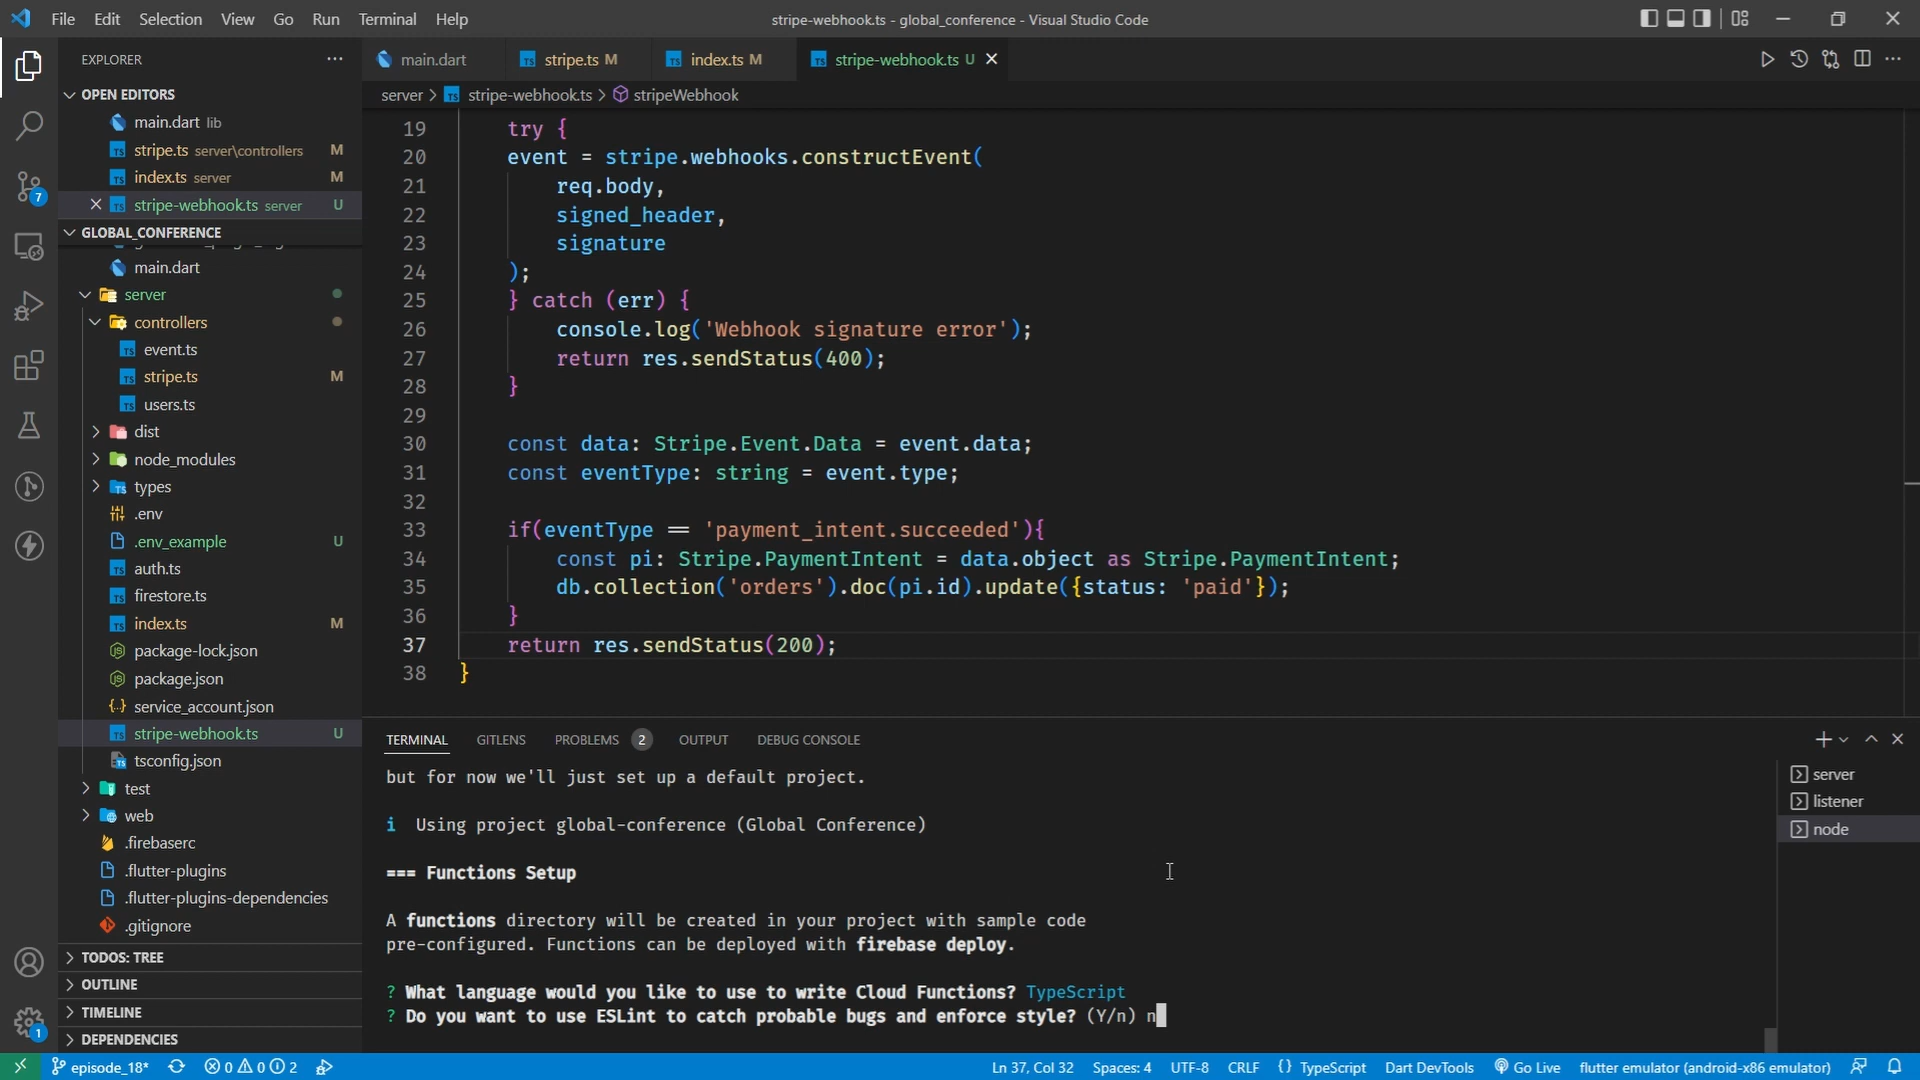 File Edit Selection View Go Run Terminal Help
stripe-webhook.ts - global_conference - Visual Studio Code
EXPLORER
OPEN EDITORS
main.dart lib
stripe.ts server\controllers M
index.ts server M
stripe-webhook.ts server U
GLOBAL_CONFERENCE
main.dart
server
controllers
event.ts
stripe.ts M
users.ts
dist
node_modules
types
.env
.env_example U
auth.ts
firestore.ts
index.ts M
package-lock.json
package.json
service_account.json
stripe-webhook.ts U
tsconfig.json
test
web
.firebaserc
.flutter-plugins
.flutter-plugins-dependencies
.gitignore
TODOS: TREE
OUTLINE
TIMELINE
DEPENDENCIES
7
1
main.dart
stripe.ts M
index.ts M
stripe-webhook.ts U
server > stripe-webhook.ts > stripeWebhook
19 try {
20 event = stripe.webhooks.constructEvent(
21 req.body,
22 signed_header,
23 signature
24 );
25 } catch (err) {
26 console.log('Webhook signature error');
27 return res.sendStatus(400);
28 }
29
30 const data: Stripe.Event.Data = event.data;
31 const eventType: string = event.type;
32
33 if(eventType == 'payment_intent.succeeded'){
34 const pi: Stripe.PaymentIntent = data.object as Stripe.PaymentIntent;
35 db.collection('orders').doc(pi.id).update({status: 'paid'});
36 }
37 return res.sendStatus(200);
38 }
TERMINAL GITLENS PROBLEMS 2 OUTPUT DEBUG CONSOLE
but for now we'll just set up a default project.
i Using project global-conference (Global Conference)
=== Functions Setup
A functions directory will be created in your project with sample code
pre-configured. Functions can be deployed with firebase deploy.
? What language would you like to use to write Cloud Functions? TypeScript
? Do you want to use ESLint to catch probable bugs and enforce style? (Y/n) n
server
listener
node
episode_18* 0 0 2
Ln 37, Col 32 Spaces: 4 UTF-8 CRLF {} TypeScript Dart DevTools Go Live flutter emulator (android-x86 emulator)